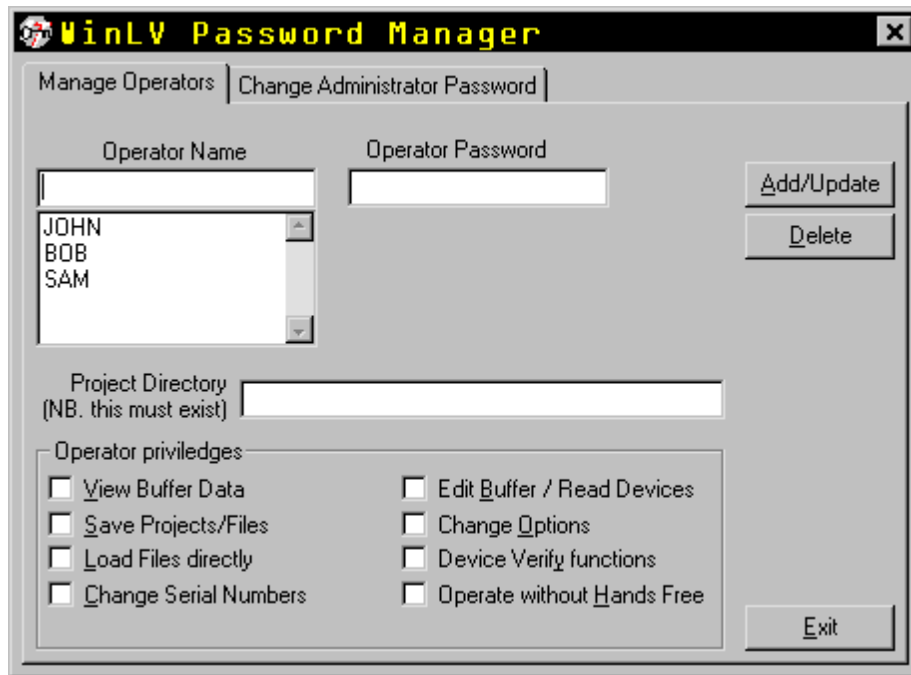 WinLV Password Manager
Manage Operators
Change Administrator Password
Operator Name
Operator Password
JOHN
BOB
SAM
Add/Update
Delete
Project Directory
(NB. this must exist)
Operator priviledges
View Buffer Data
Edit Buffer / Read Devices
Save Projects/Files
Change Options
Load Files directly
Device Verify functions
Change Serial Numbers
Operate without Hands Free
Exit